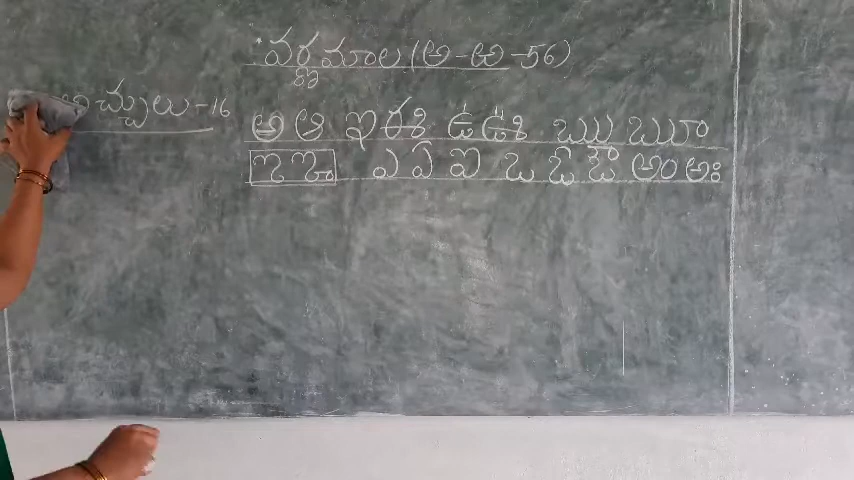 *వర్ణమాల (అ-ఱ-56)
అచ్చులు-16
అ ఆ ఇ ఈ ఉ ఊ ఋ ౠ
ఌ ౡ ఎ ఏ ఐ ఒ ఓ ఔ అం అః